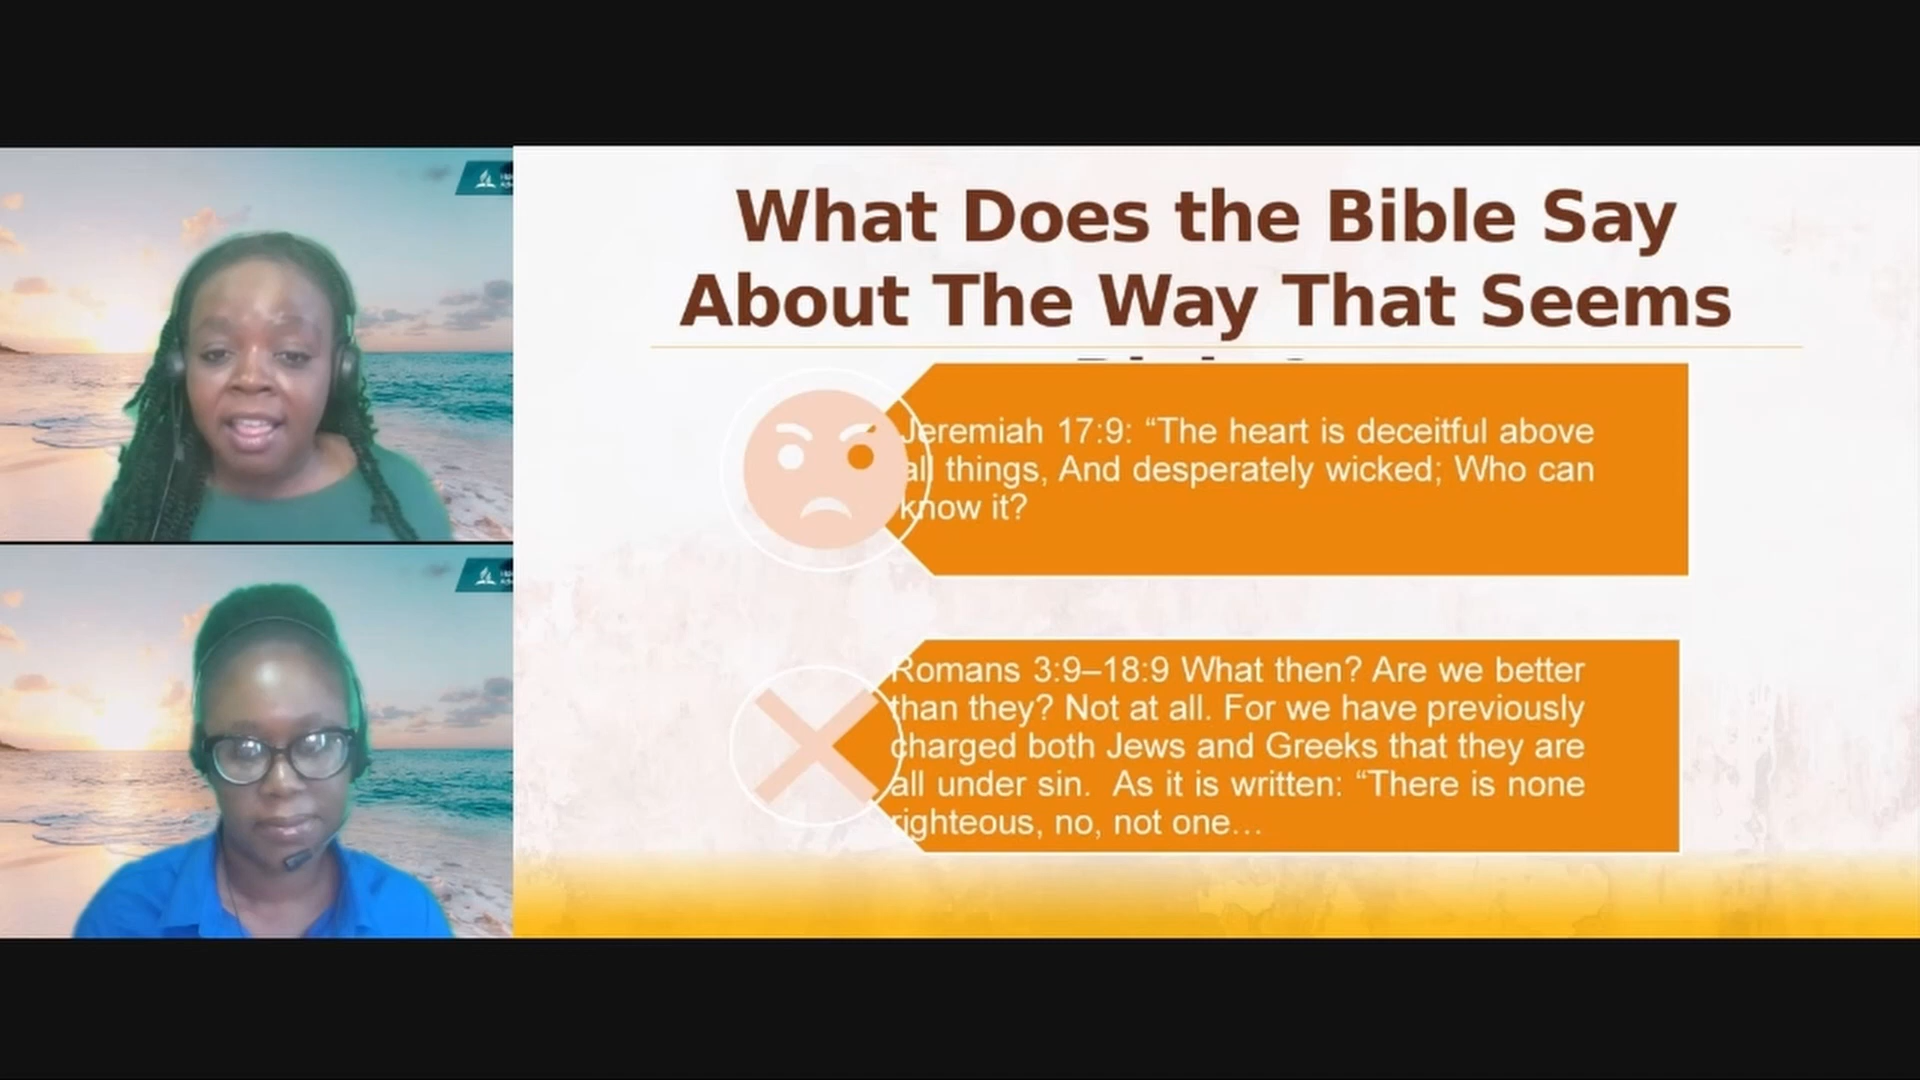 What Does the Bible Say
About The Way That Seems
Jeremiah 17:9: “The heart is deceitful above
all things, And desperately wicked; Who can
know it?
Romans 3:9–18:9 What then? Are we better
than they? Not at all. For we have previously
charged both Jews and Greeks that they are
all under sin.  As it is written: “There is none
righteous, no, not one…